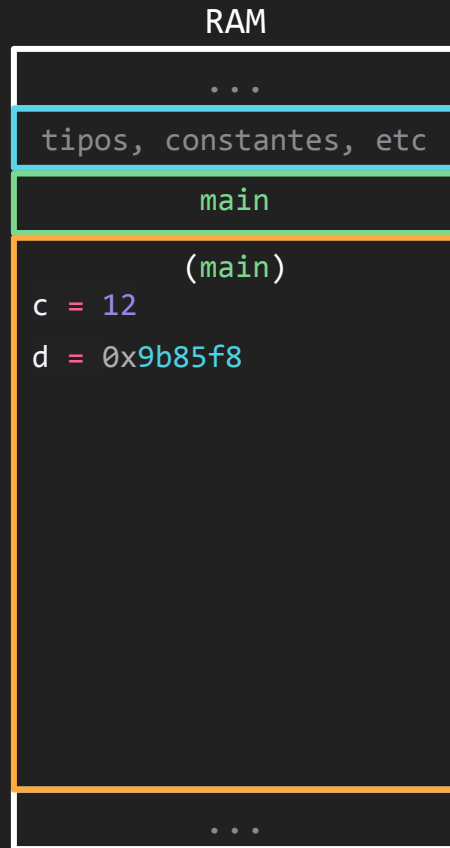 RAM
...
tipos, constantes, etc
main
(main)
c = 12
d = 0x9b85f8
...